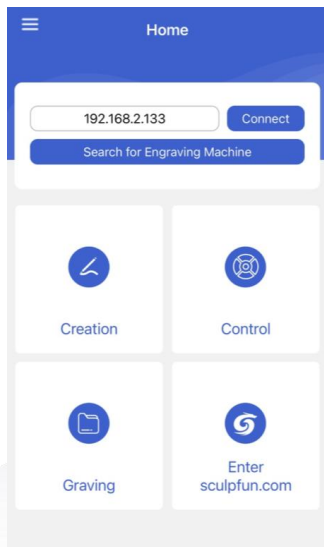 Home
192.168.2.133 Connect
Search for Engraving Machine
Creation Control
Graving Enter
sculpfun.com